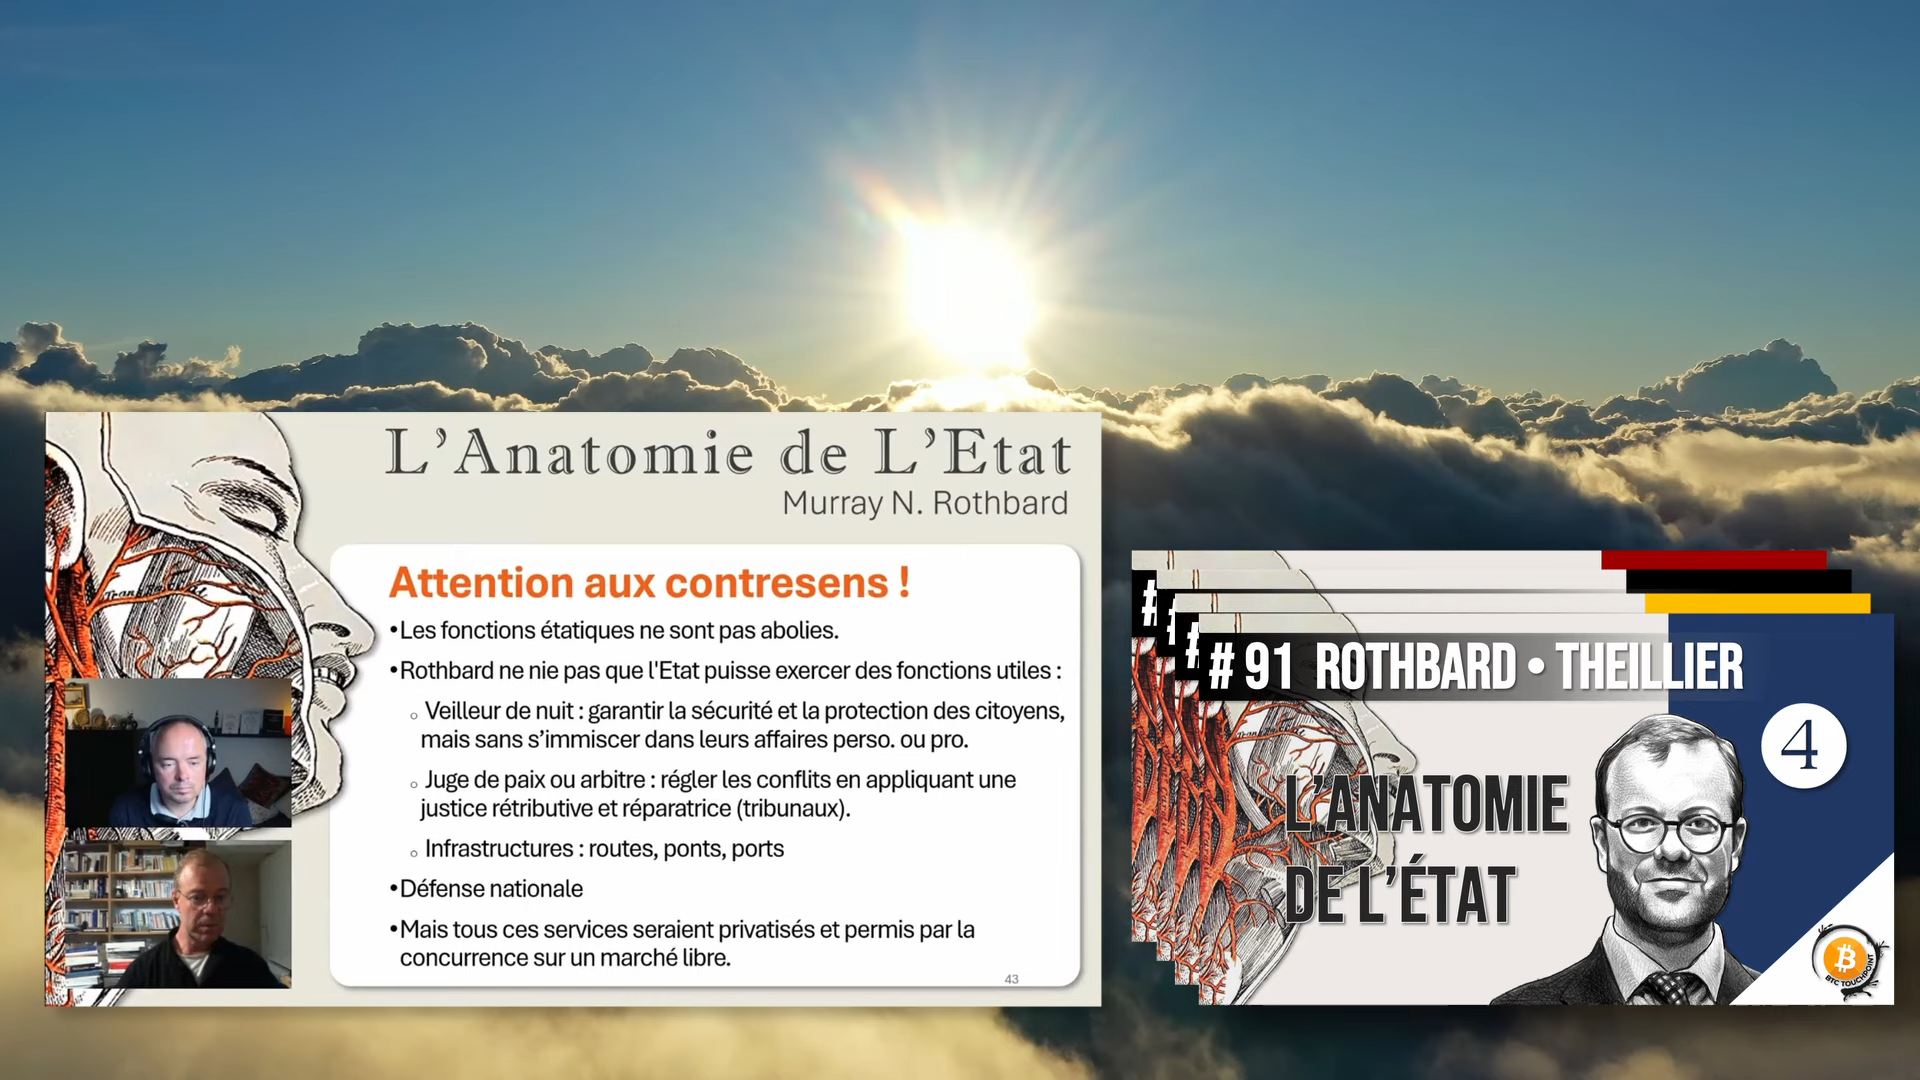 L’Anatomie de L’Etat
Murray N. Rothbard
Attention aux contresens !
•Les fonctions étatiques ne sont pas abolies.
•Rothbard ne nie pas que l'Etat puisse exercer des fonctions utiles :
o Veilleur de nuit : garantir la sécurité et la protection des citoyens,
mais sans s’immiscer dans leurs affaires perso. ou pro.
o Juge de paix ou arbitre : régler les conflits en appliquant une
justice rétributive et réparatrice (tribunaux).
o Infrastructures : routes, ponts, ports
•Défense nationale
•Mais tous ces services seraient privatisés et permis par la
concurrence sur un marché libre.
43
#
#
#
# 91 ROTHBARD • THEILLIER
4
L’ANATOMIE
DE L’ÉTAT
BTC TOUCHPOINT